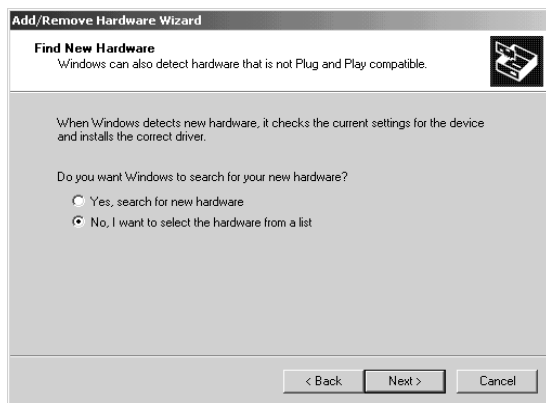 Add/Remove Hardware Wizard
Find New Hardware
Windows can also detect hardware that is not Plug and Play compatible.
When Windows detects new hardware, it checks the current settings for the device
and installs the correct driver.
Do you want Windows to search for your new hardware?
Yes, search for new hardware
No, I want to select the hardware from a list
< Back Next > Cancel